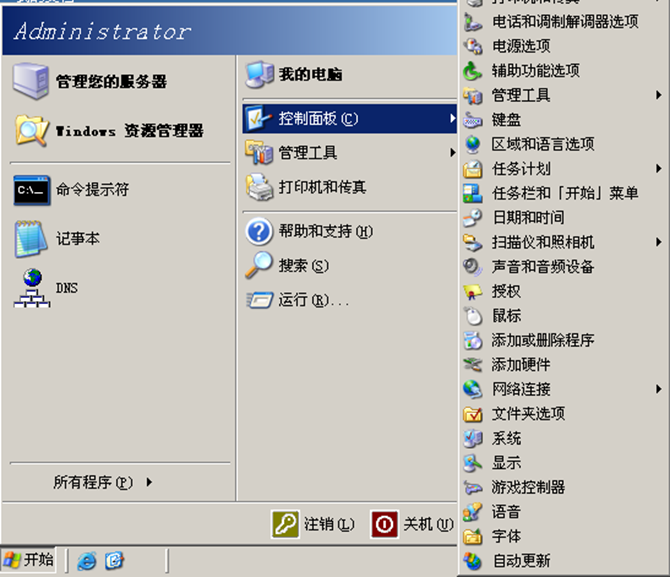 Administrator
管理您的服务器
Windows 资源管理器
命令提示符
记事本
DNS
所有程序(P)
我的电脑
控制面板(C)
管理工具
打印机和传真
帮助和支持(H)
搜索(S)
运行(R)...
注销(L)
关机(U)
开始
打印机和传真
电话和调制解调器选项
电源选项
辅助功能选项
管理工具
键盘
区域和语言选项
任务计划
任务栏和「开始」菜单
日期和时间
扫描仪和照相机
声音和音频设备
授权
鼠标
添加或删除程序
添加硬件
网络连接
文件夹选项
系统
显示
游戏控制器
语音
字体
自动更新